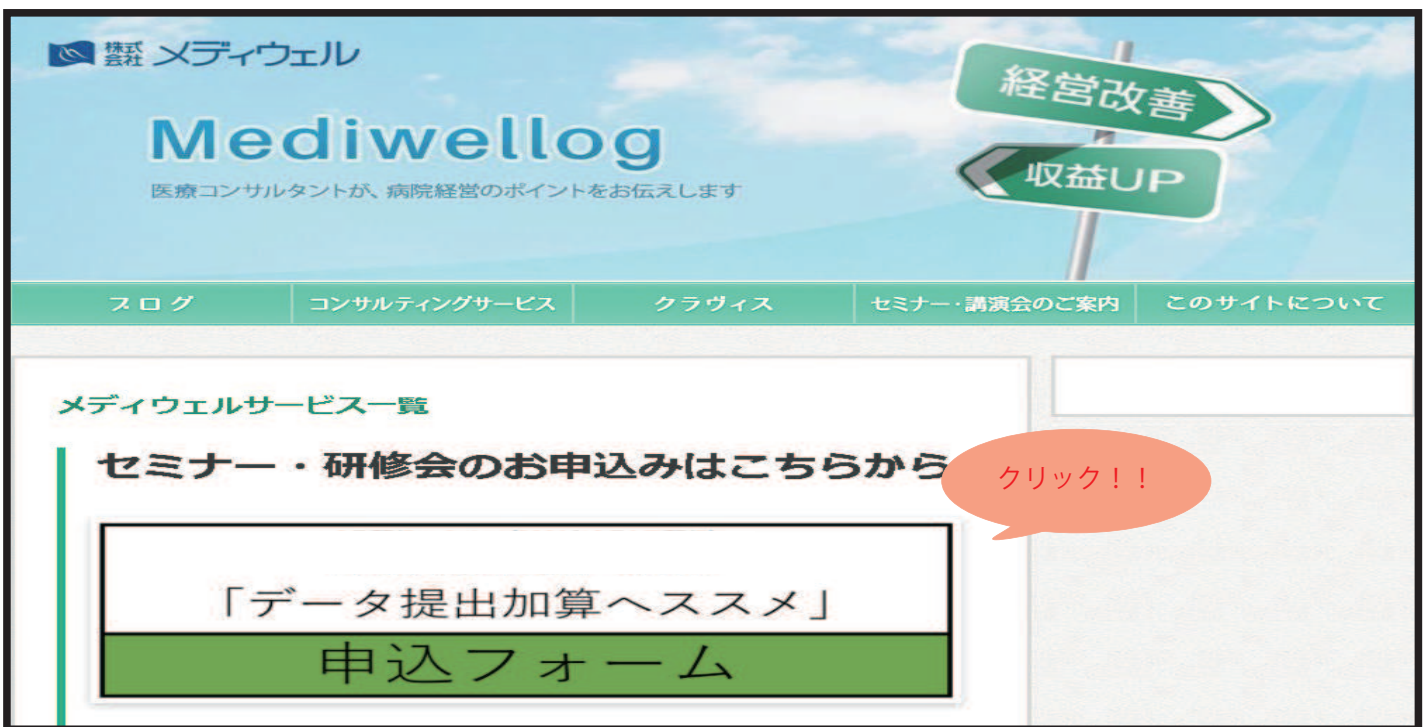 株式会社 メディウェル
経営改善
Mediwellog
収益UP
医療コンサルタントが、病院経営のポイントをお伝えします
ブログ コンサルティングサービス クラヴィス セミナー・講演会のご案内 このサイトについて
メディウェルサービス一覧
セミナー・研修会のお申込みはこちらから
クリック！！
「データ提出加算へススメ」
申込フォーム